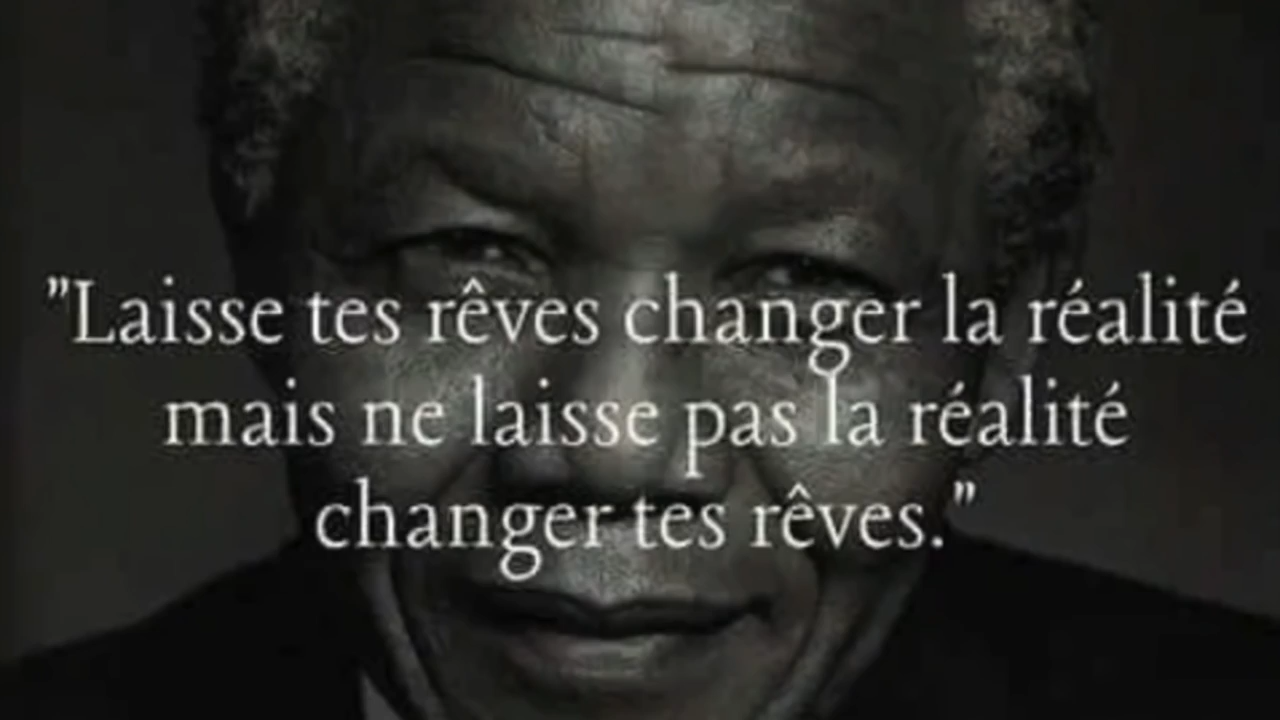 "Laisse tes rêves changer la réalité
mais ne laisse pas la réalité
changer tes rêves."